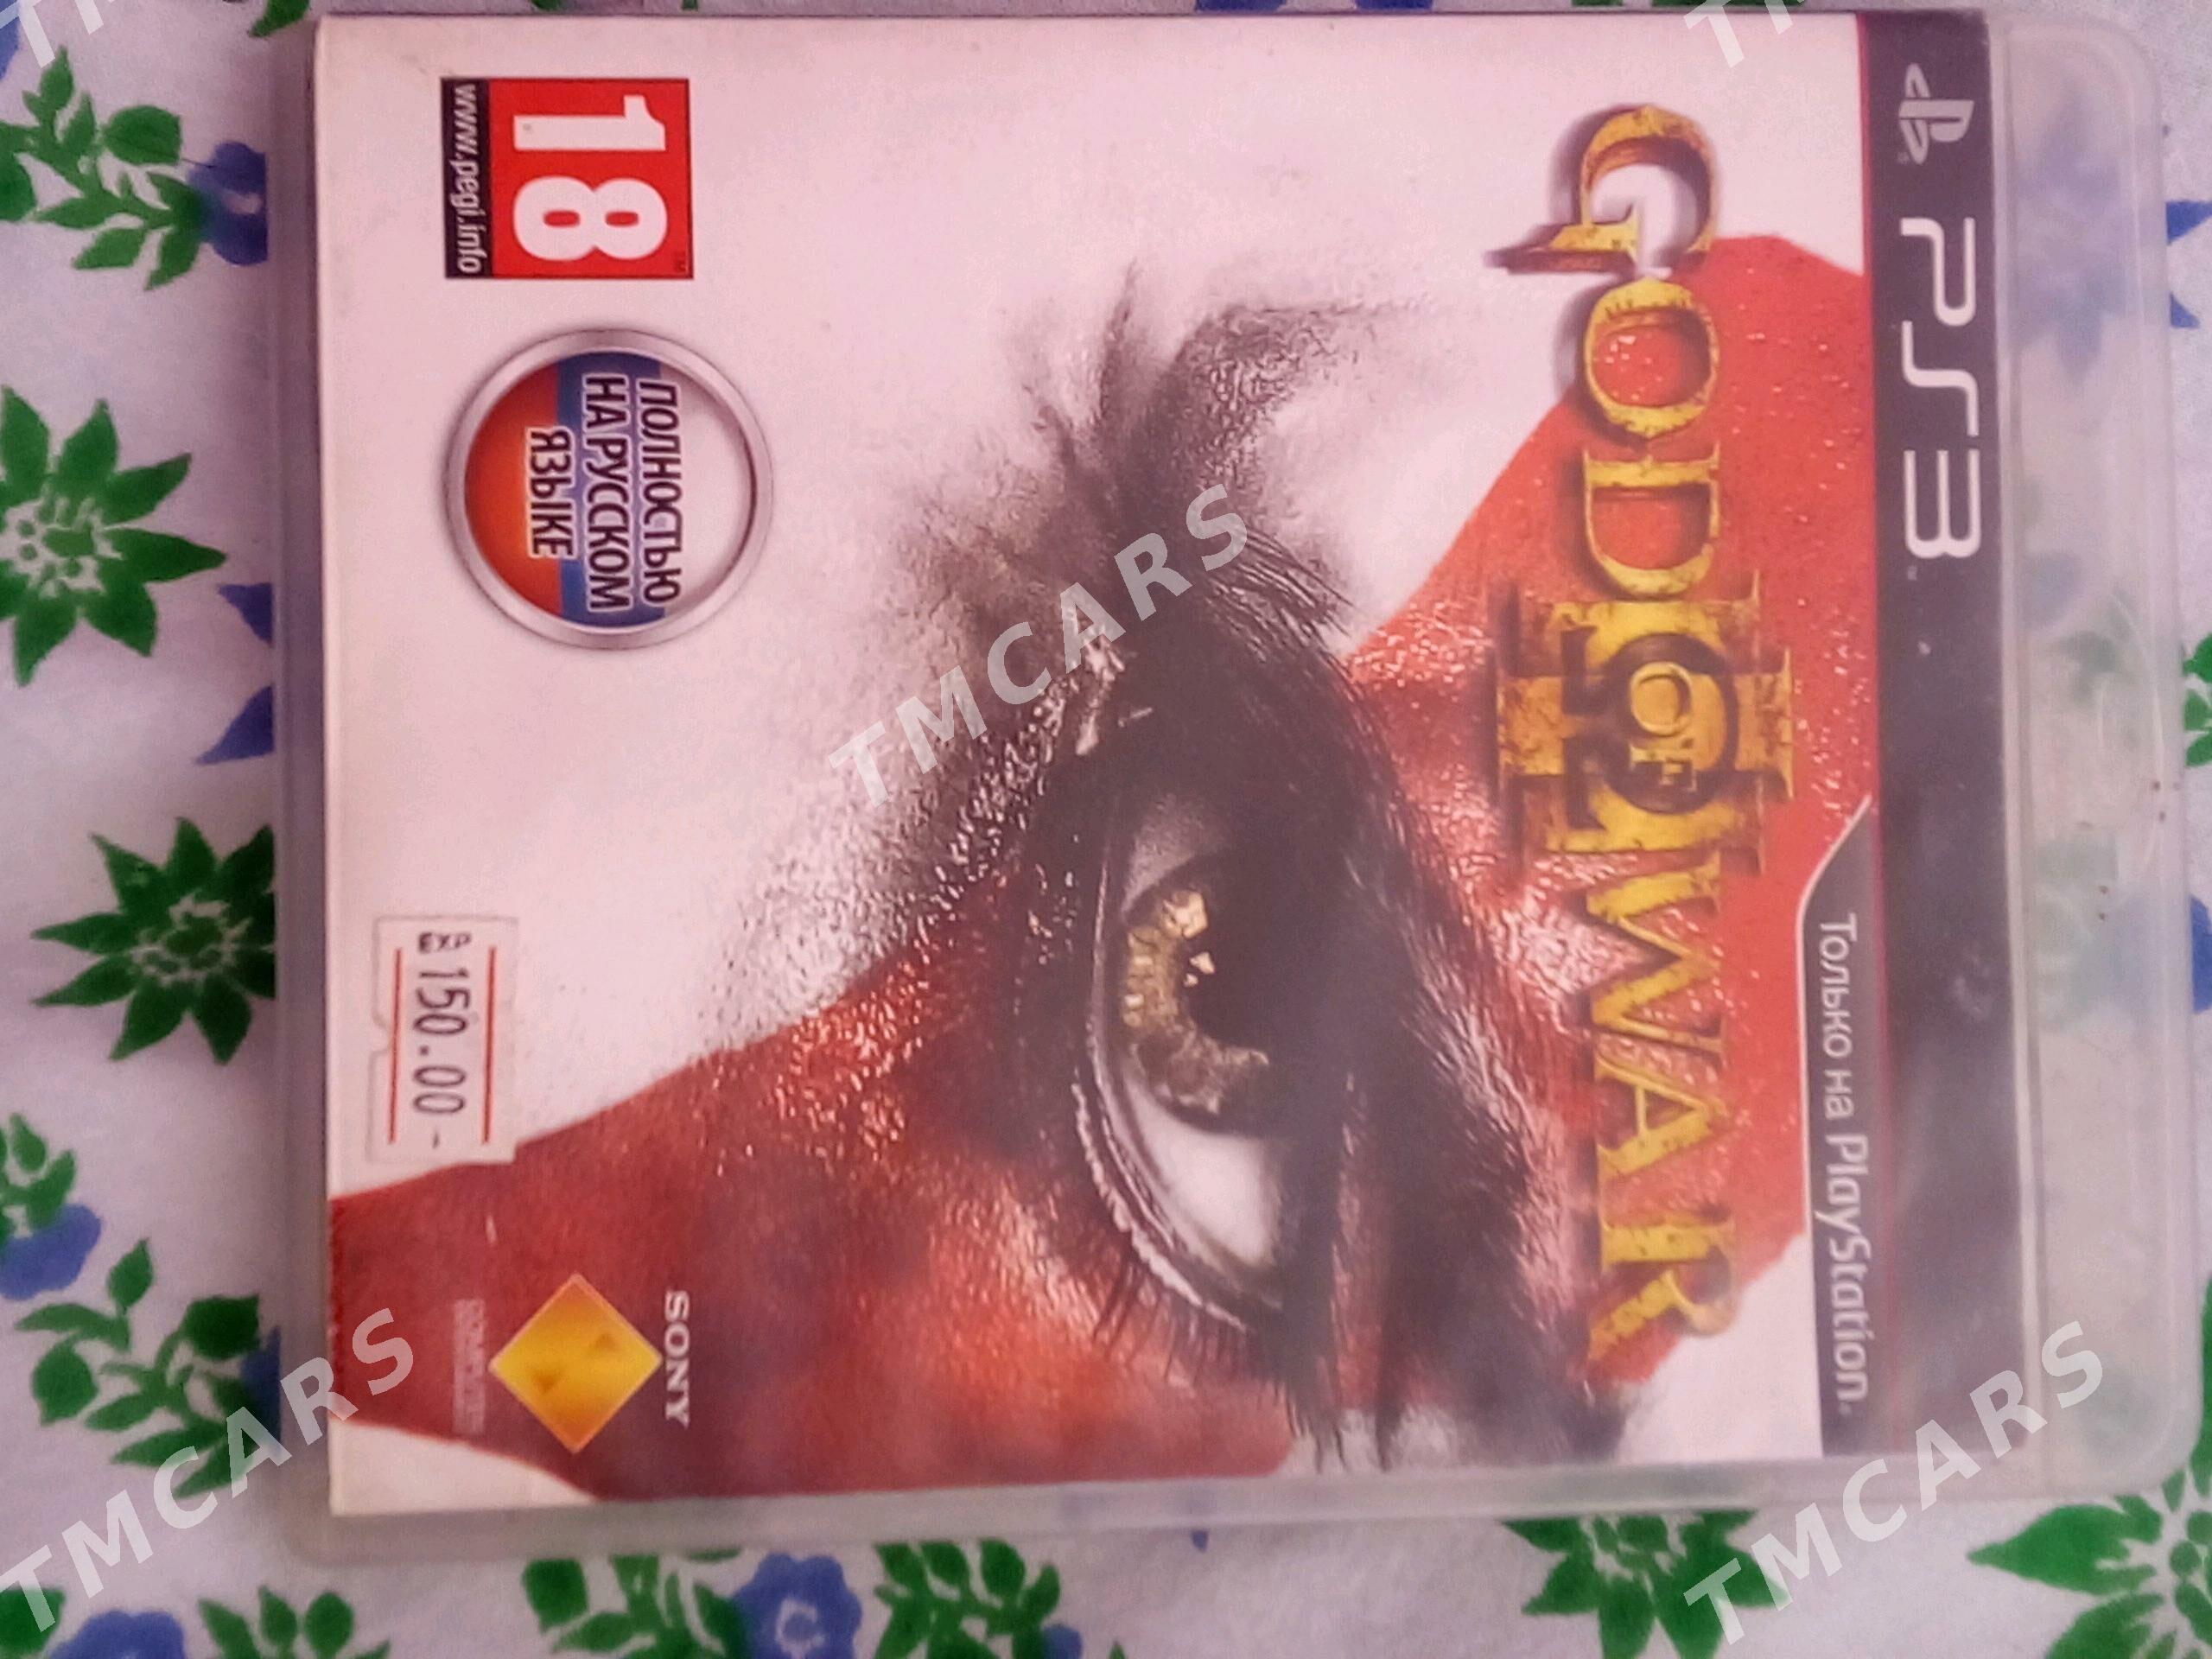 PS3
Только на PlayStation
GOD OF WAR
III
18
www.pegi.info
ПОЛНОСТЬЮ
НА РУССКОМ
ЯЗЫКЕ
150.00-
SONY
TMCARS
TMCARS
TMCARS